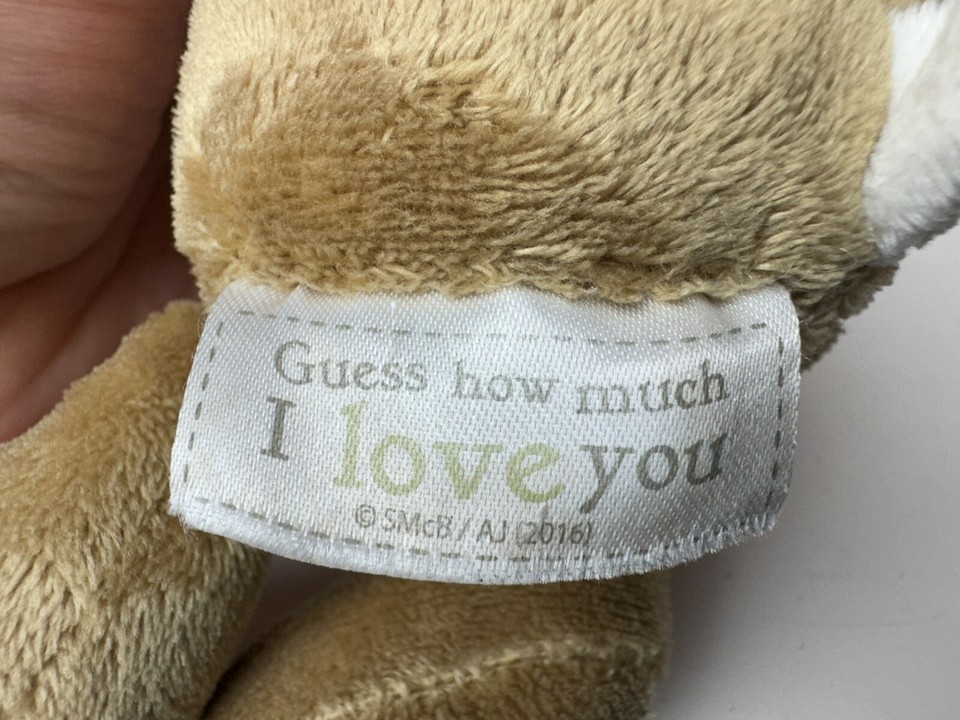 Guess how much
I love you
© SMcB / AJ (2016)